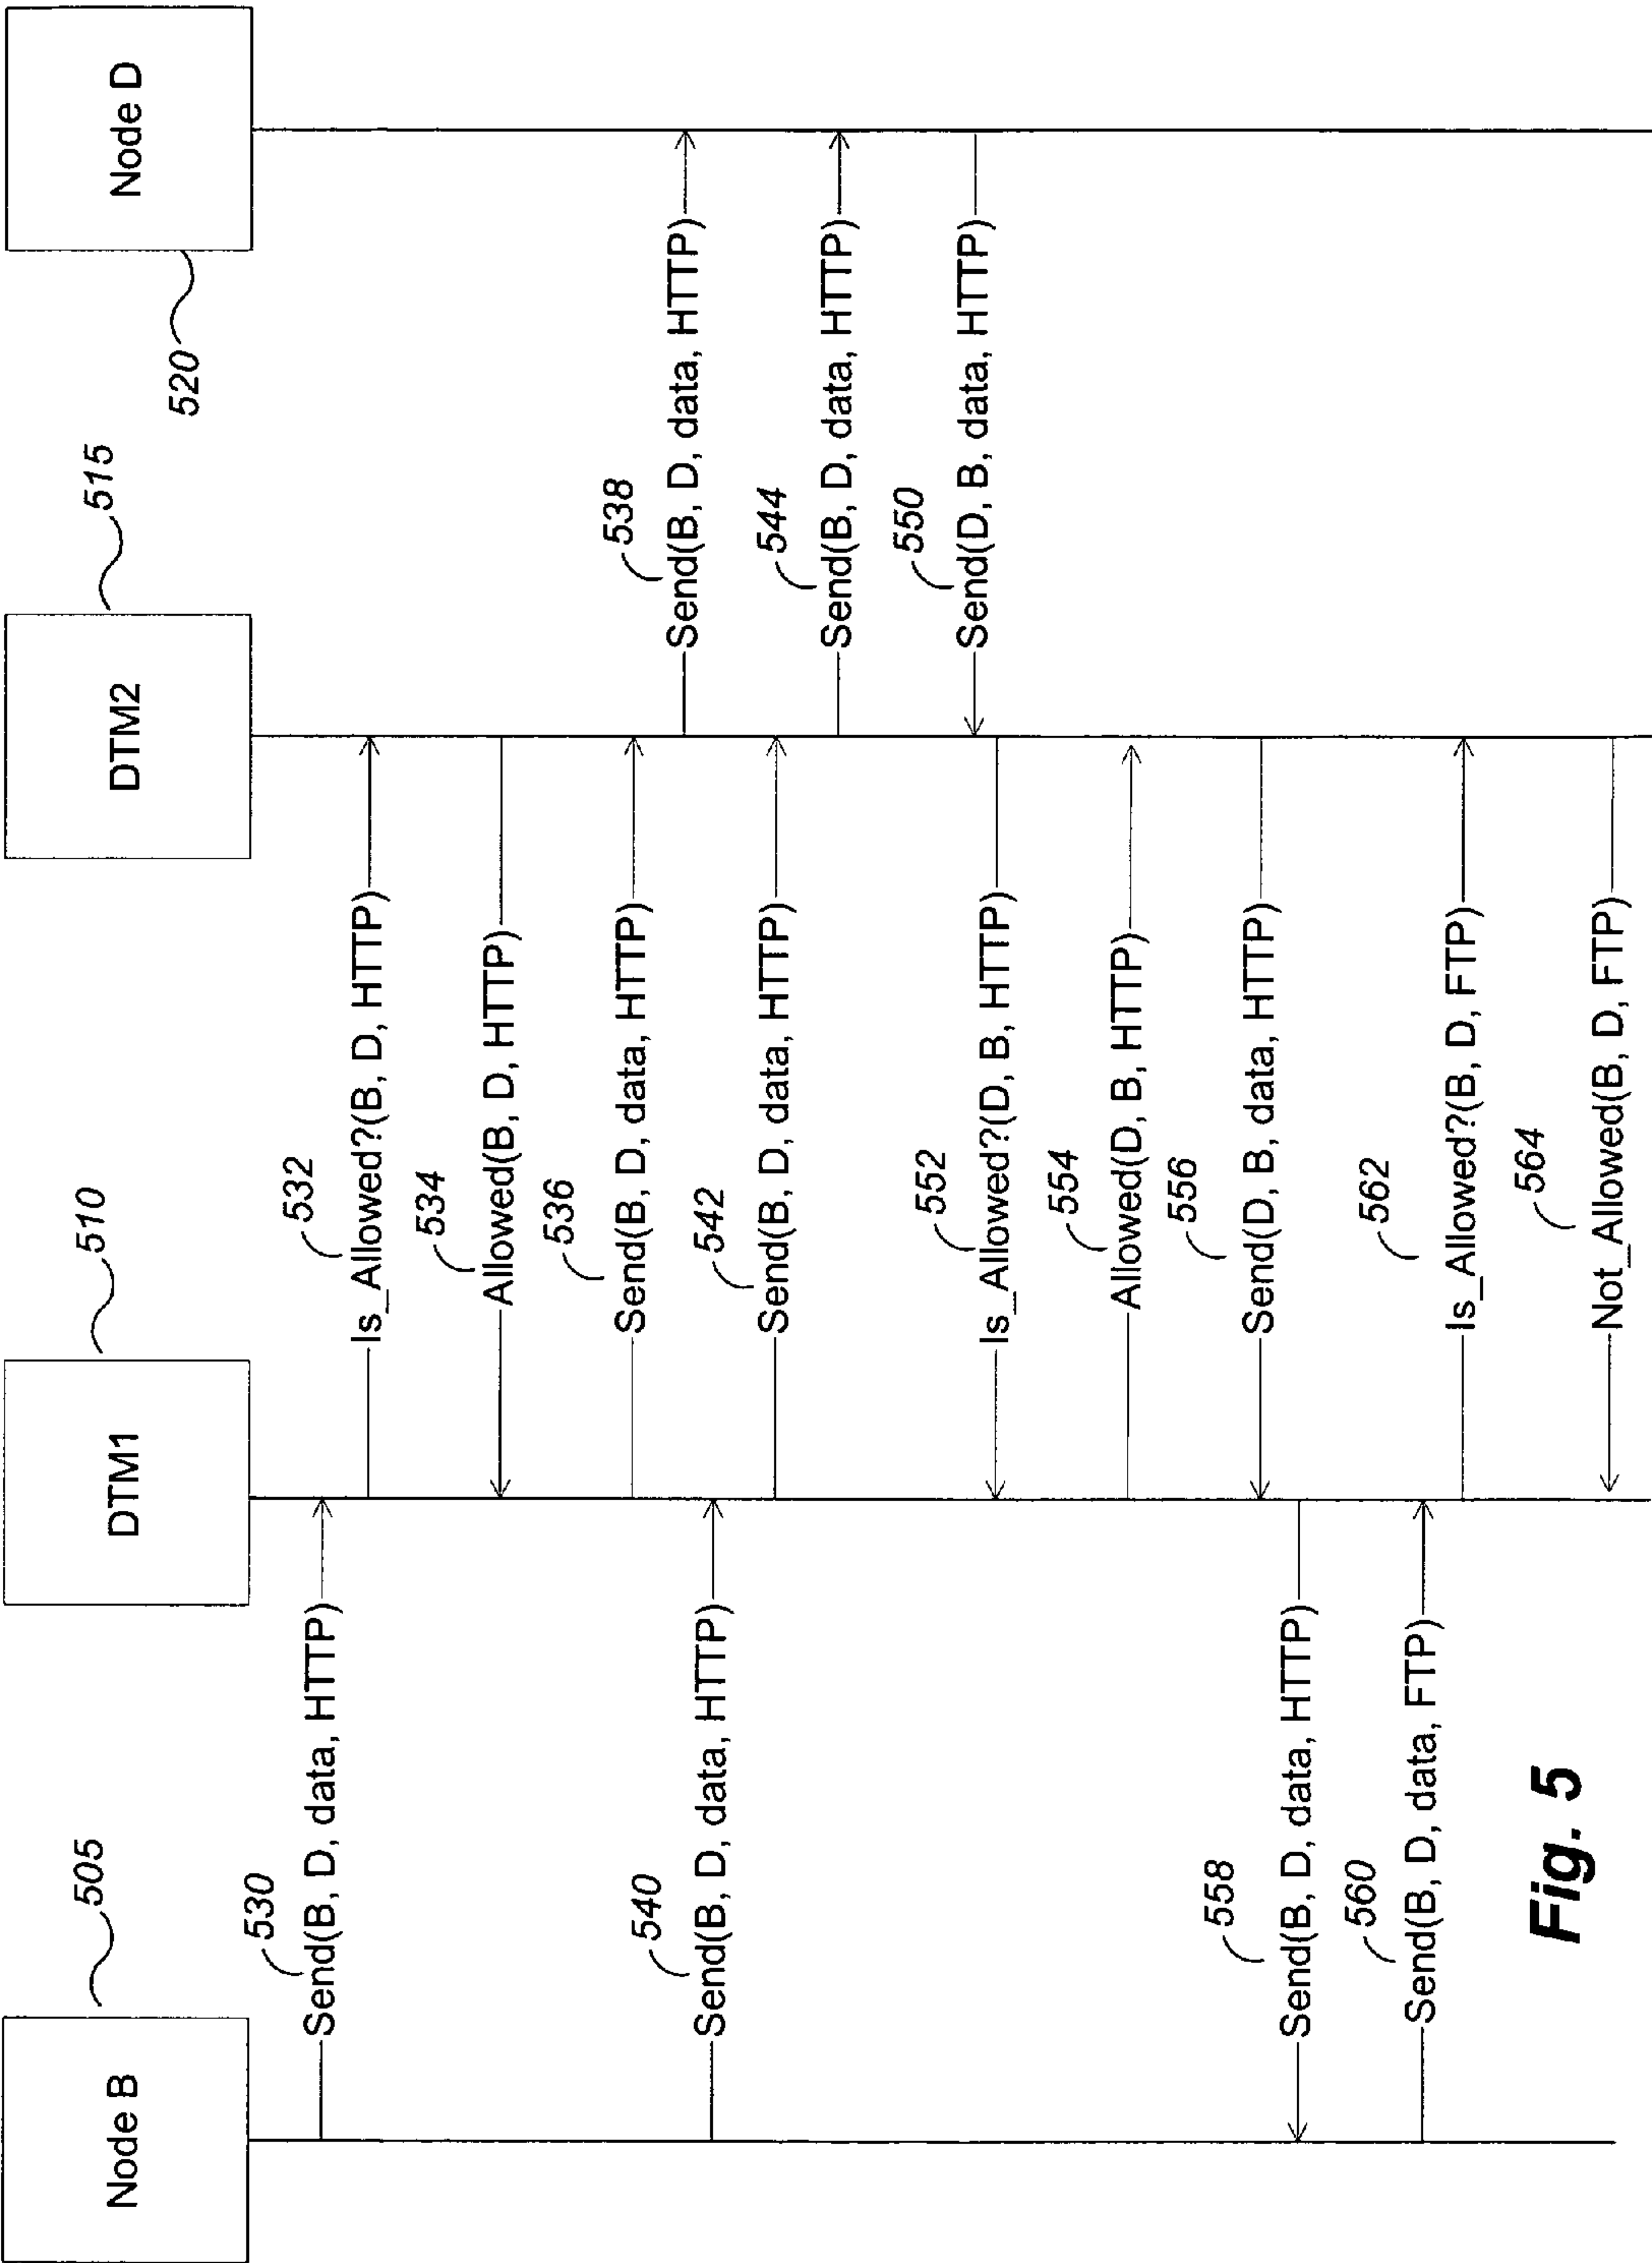 Node B
505
DTM1
510
DTM2
515
Node D
520
530
Send(B, D, data, HTTP)
532
Is_Allowed?(B, D, HTTP)
534
Allowed(B, D, HTTP)
536
Send(B, D, data, HTTP)
538
Send(B, D, data, HTTP)
540
Send(B, D, data, HTTP)
542
Send(B, D, data, HTTP)
544
Send(B, D, data, HTTP)
550
Send(D, B, data, HTTP)
552
Is_Allowed?(D, B, HTTP)
554
Allowed(D, B, HTTP)
556
Send(D, B, data, HTTP)
558
Send(B, D, data, HTTP)
560
Send(B, D, data, FTP)
562
Is_Allowed?(B, D, FTP)
564
Not_Allowed(B, D, FTP)
Fig. 5